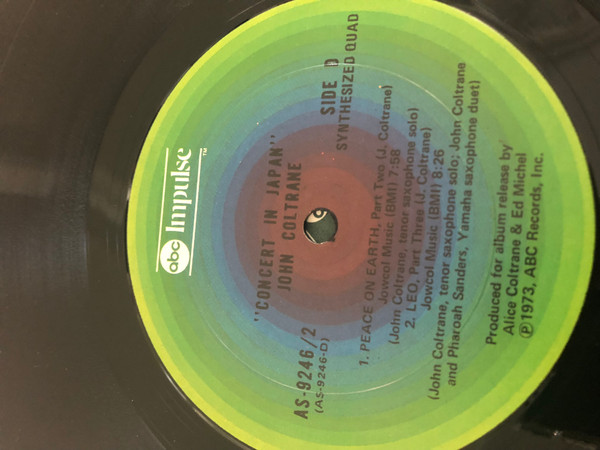 abc Impulse TM
"CONCERT IN JAPAN"
JOHN COLTRANE
AS-9246/2
(AS-9246-D)
SIDE D
SYNTHESIZED QUAD
1. PEACE ON EARTH, Part Two (J. Coltrane)
Jowcol Music (BMI) 7:58
(John Coltrane, tenor saxophone solo)
2. LEO, Part Three (J. Coltrane)
Jowcol Music (BMI) 8:26
(John Coltrane, tenor saxophone solo; John Coltrane
and Pharoah Sanders, Yamaha saxophone duet)
Produced for album release by
Alice Coltrane & Ed Michel
℗1973, ABC Records, Inc.